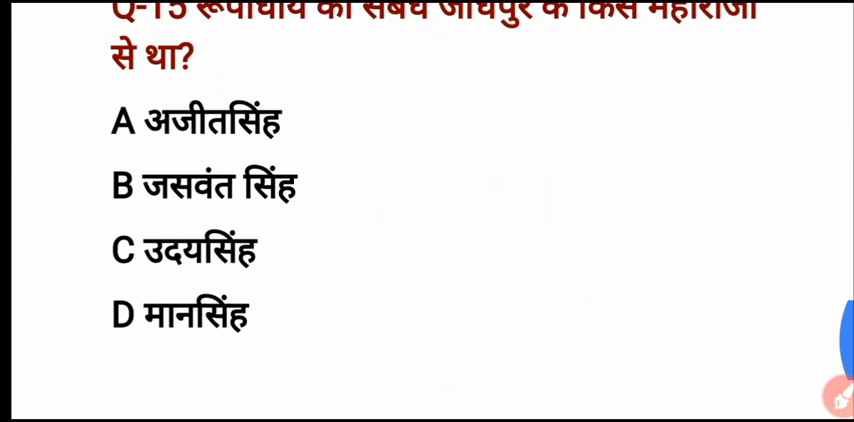 Q-15 रूपाधाय का संबंध जोधपुर के किस महाराजा
से था?
A अजीतसिंह
B जसवंत सिंह
C उदयसिंह
D मानसिंह